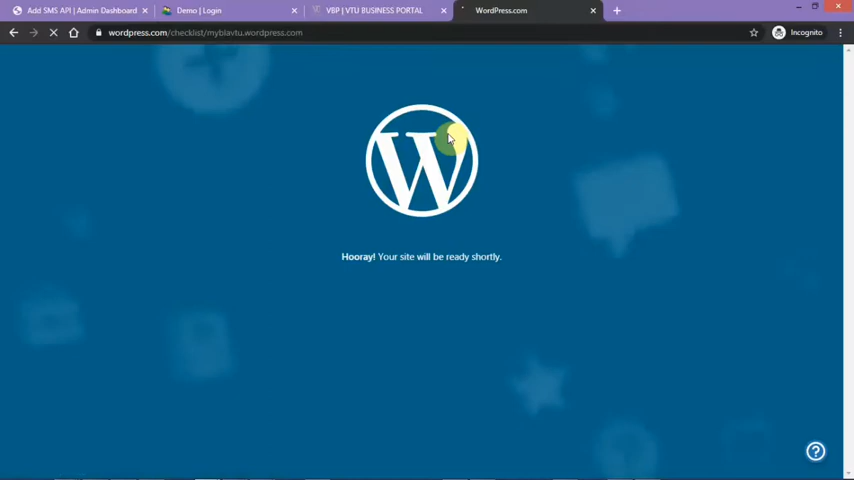 Add SMS API | Admin Dashboard
Demo | Login
VBP | VTU BUSINESS PORTAL
WordPress.com
wordpress.com/checklist/myblavtu.wordpress.com
Incognito
W
Hooray! Your site will be ready shortly.
?